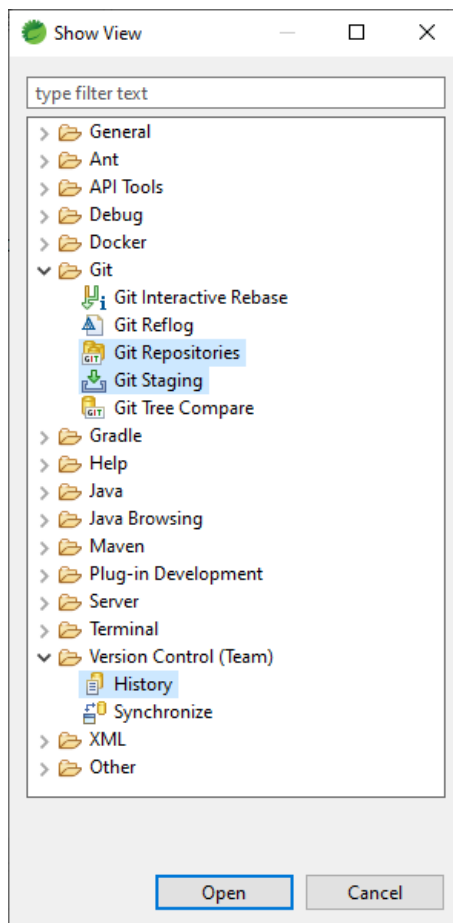 Show View
type filter text
General
Ant
API Tools
Debug
Docker
Git
Git Interactive Rebase
Git Reflog
Git Repositories
Git Staging
Git Tree Compare
Gradle
Help
Java
Java Browsing
Maven
Plug-in Development
Server
Terminal
Version Control (Team)
History
Synchronize
XML
Other
Open Cancel